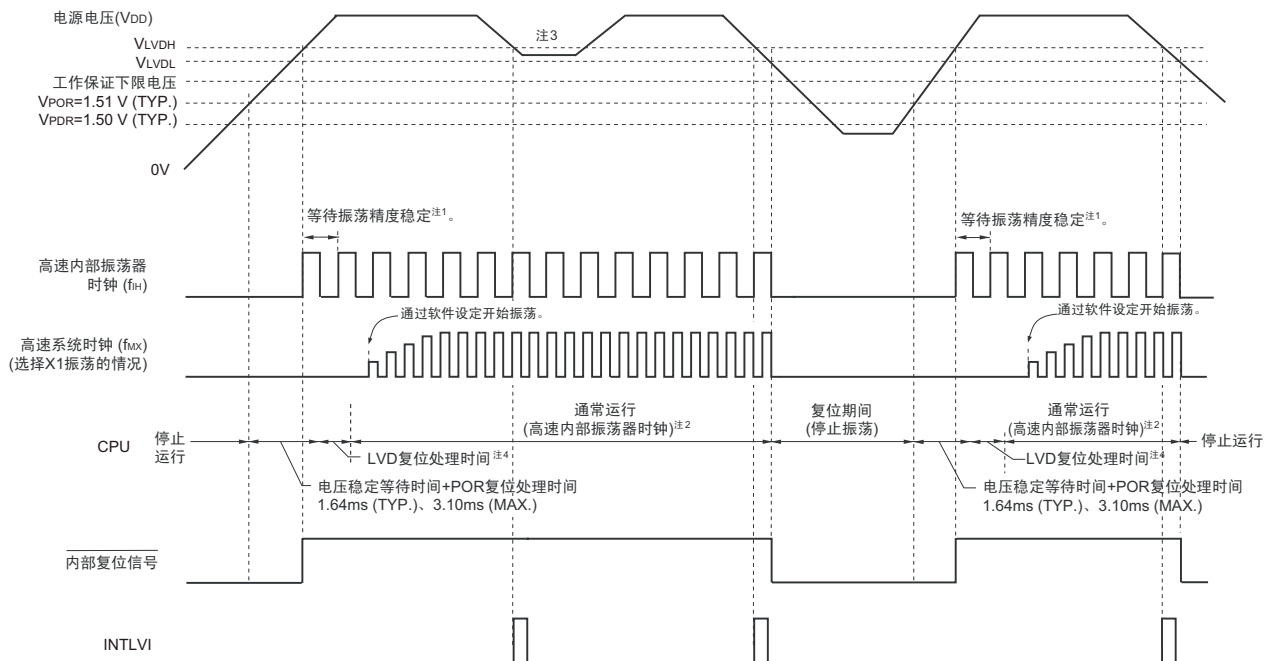 电源电压(VDD)
注3
VLVDH
VLVDL
工作保证下限电压
VPOR=1.51 V (TYP.)
VPDR=1.50 V (TYP.)
0V
等待振荡精度稳定注1。
等待振荡精度稳定注1。
高速内部振荡器
时钟 (fIH)
通过软件设定开始振荡。
通过软件设定开始振荡。
高速系统时钟 (fMX)
(选择X1振荡的情况)
CPU
停止
运行
通常运行
(高速内部振荡器时钟)注2
复位期间
(停止振荡)
通常运行
(高速内部振荡器时钟)注2
停止运行
LVD复位处理时间注4
LVD复位处理时间注4
电压稳定等待时间+POR复位处理时间
1.64ms (TYP.)、3.10ms (MAX.)
电压稳定等待时间+POR复位处理时间
1.64ms (TYP.)、3.10ms (MAX.)
内部复位信号
INTLVI